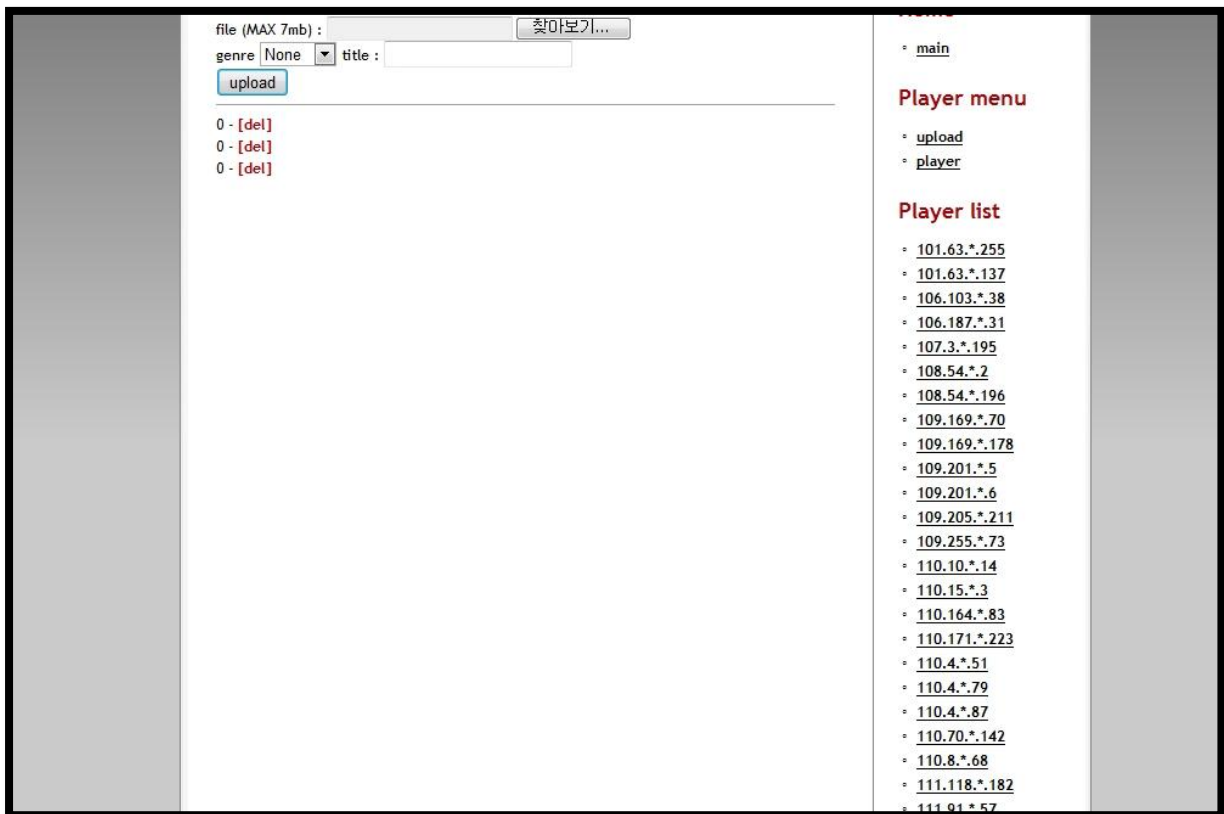 file (MAX 7mb) : 찾아보기...
genre None title :
upload
0 - [del]
0 - [del]
0 - [del]
Home
main
Player menu
upload
player
Player list
101.63.*.255
101.63.*.137
106.103.*.38
106.187.*.31
107.3.*.195
108.54.*.2
108.54.*.196
109.169.*.70
109.169.*.178
109.201.*.5
109.201.*.6
109.205.*.211
109.255.*.73
110.10.*.14
110.15.*.3
110.164.*.83
110.171.*.223
110.4.*.51
110.4.*.79
110.4.*.87
110.70.*.142
110.8.*.68
111.118.*.182
111.91.*.57